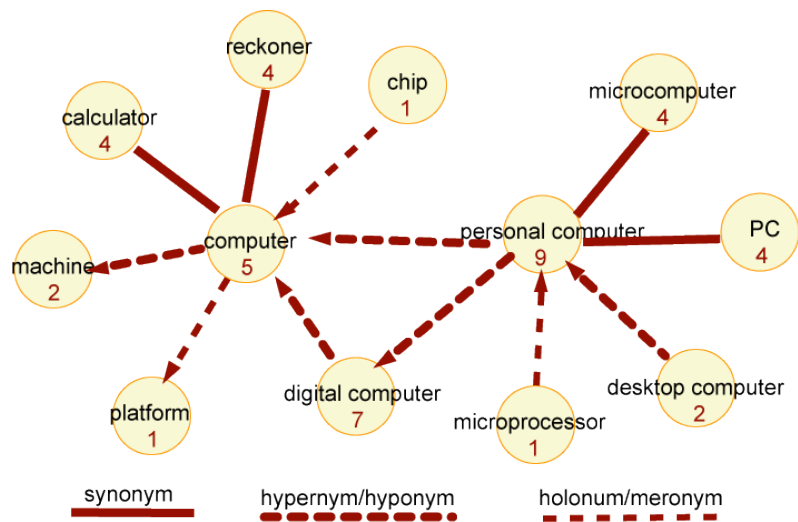 reckoner
4
chip
1
microcomputer
4
calculator
4
computer
5
personal computer
9
PC
4
machine
2
platform
1
digital computer
7
microprocessor
1
desktop computer
2
synonym
hypernym/hyponym
holonum/meronym